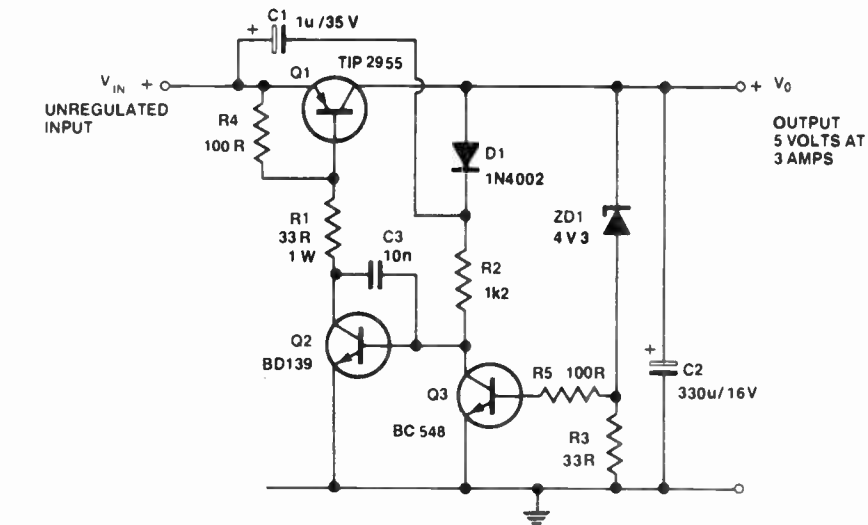 C1
+
1u/35 V
TIP 2955
Q1
V IN +
+ V0
UNREGULATED
INPUT
R4
100 R
OUTPUT
5 VOLTS AT
3 AMPS
D1
1N4002
R1
33 R
1 W
C3
10n
ZD1
4 V 3
R2
1k2
Q2
BD139
+
C2
330u/16V
R5 100R
Q3
BC 548
R3
33R